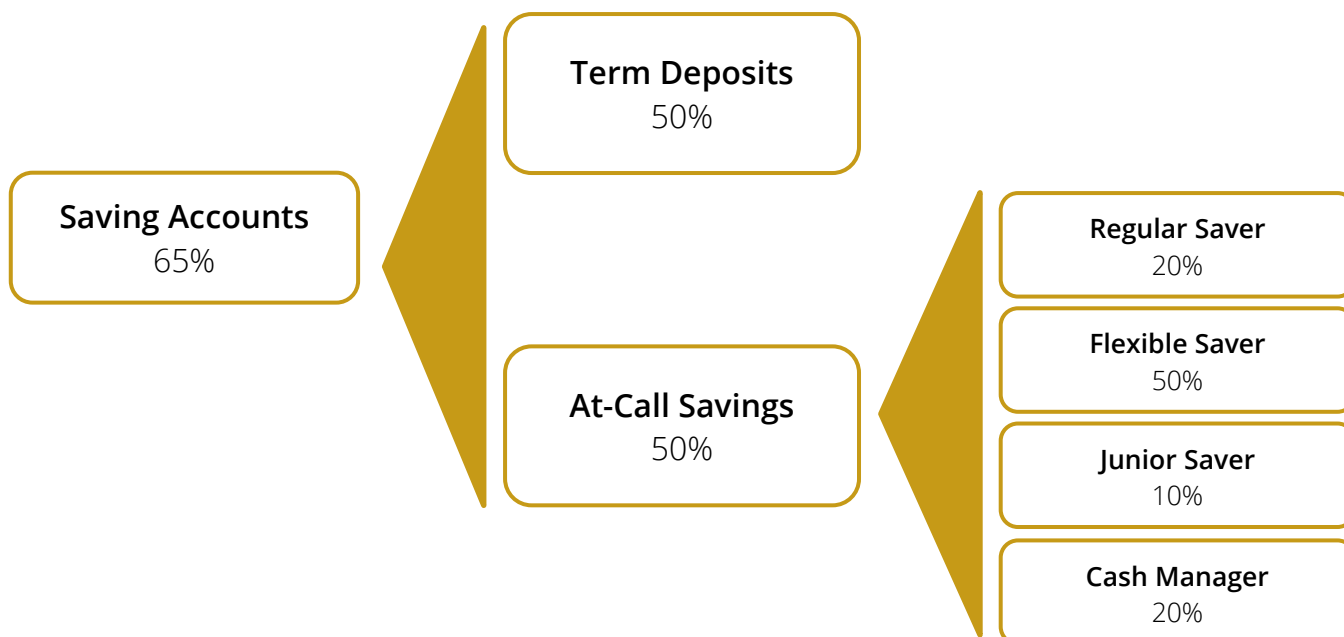 Saving Accounts
65%
Term Deposits
50%
At-Call Savings
50%
Regular Saver
20%
Flexible Saver
50%
Junior Saver
10%
Cash Manager
20%